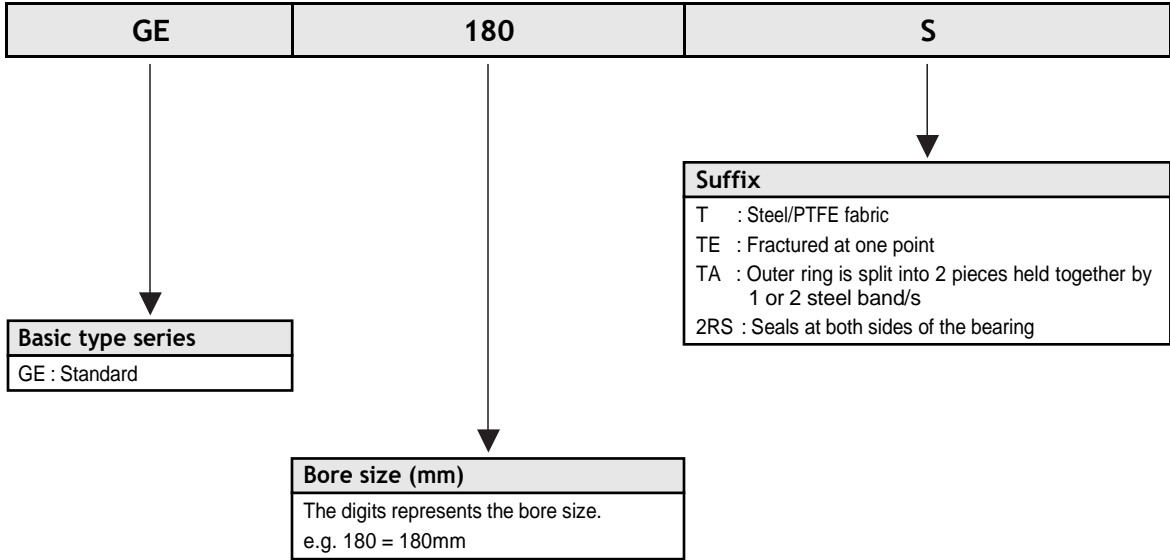 GE 180 S
Suffix
T : Steel/PTFE fabric
TE : Fractured at one point
TA : Outer ring is split into 2 pieces held together by
1 or 2 steel band/s
2RS : Seals at both sides of the bearing
Basic type series
GE : Standard
Bore size (mm)
The digits represents the bore size.
e.g. 180 = 180mm